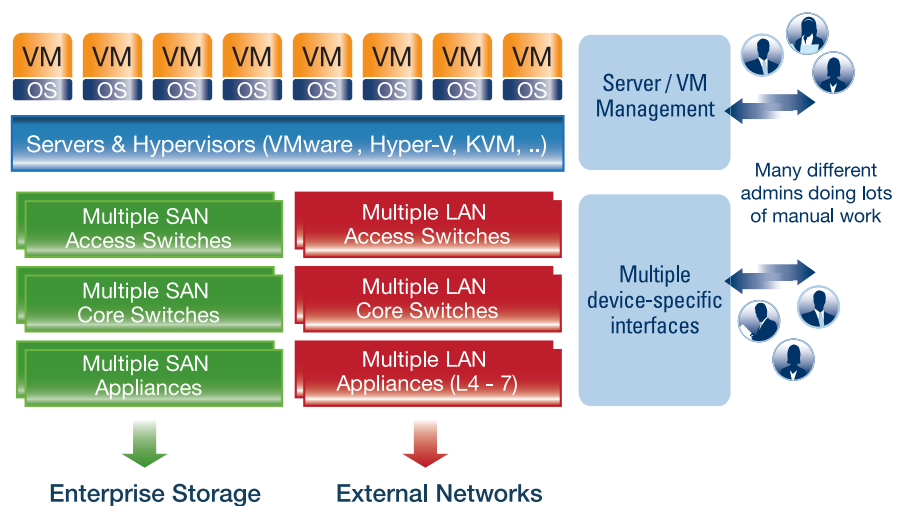 VM VM VM VM VM VM VM VM
OS OS OS OS OS OS OS OS
Servers & Hypervisors (VMware , Hyper-V, KVM, ..)
Server / VM
Management
Many different
admins doing lots
of manual work
Multiple SAN
Access Switches
Multiple LAN
Access Switches
Multiple SAN
Core Switches
Multiple LAN
Core Switches
Multiple
device-specific
interfaces
Multiple SAN
Appliances
Multiple LAN
Appliances (L4 - 7)
Enterprise Storage
External Networks